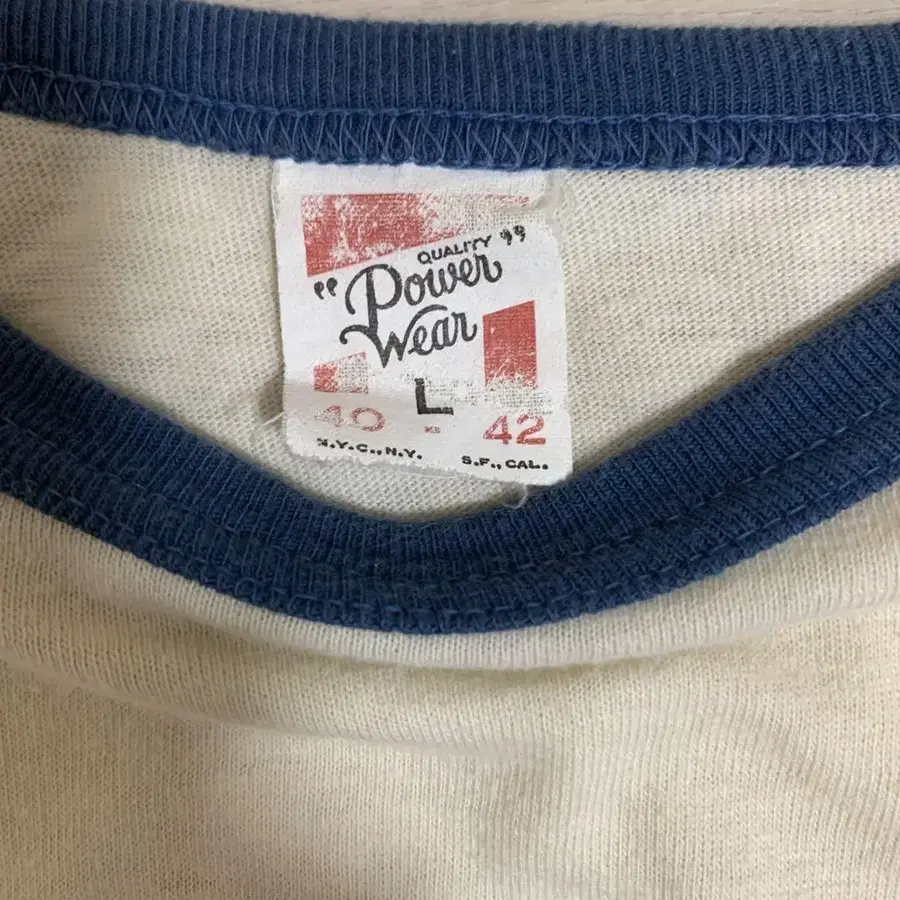 QUALITY
"Power
Wear"
L
40 - 42
N.Y.C., N.Y. S.F., CAL.